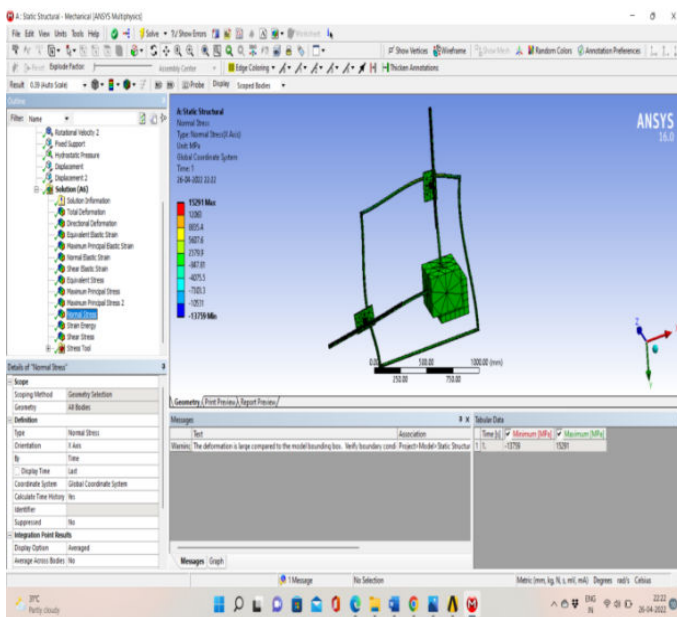 A : Static Structural - Mechanical [ANSYS Multiphysics]
File Edit View Units Tools Help Solve ?/ Show Errors Worksheet
Show Vertices Wireframe Show Mesh Random Colors Annotation Preferences
Reset Explode Factor: Assembly Center Edge Coloring Thicken Annotations
Result 0.39 (Auto Scale) Probe Display Scoped Bodies
Outline
Filter: Name
Rotational Velocity 2
Fixed Support
Hydrostatic Pressure
Displacement
Displacement 2
Solution (A6)
Solution Information
Total Deformation
Directional Deformation
Equivalent Elastic Strain
Maximum Principal Elastic Strain
Normal Elastic Strain
Shear Elastic Strain
Equivalent Stress
Maximum Principal Stress
Maximum Principal Stress 2
Normal Stress
Strain Energy
Shear Stress
Stress Tool
A: Static Structural
Normal Stress
Type: Normal Stress(X Axis)
Unit: MPa
Global Coordinate System
Time: 1
26-04-2022 22:22
15291 Max
12063
8835.4
5607.6
2379.9
-847.81
-4075.5
-7303.3
-10531
-13759 Min
ANSYS
16.0
0.00 500.00 1000.00 (mm)
250.00 750.00
Z
Geometry Print Preview Report Preview
Details of "Normal Stress"
Scope
Scoping Method Geometry Selection
Geometry All Bodies
Definition
Type Normal Stress
Orientation X Axis
By Time
Display Time Last
Coordinate System Global Coordinate System
Calculate Time History Yes
Identifier
Suppressed No
Integration Point Results
Display Option Averaged
Average Across Bodies No
Messages
Text Association
Warning The deformation is large compared to the model bounding box. Verify boundary condi Project>Model>Static Structur
Messages Graph
Tabular Data
Time [s] Minimum [MPa] Maximum [MPa]
1 1. -13759 15291
1 Message No Selection Metric (mm, kg, N, s, mV, mA) Degrees rad/s Celsius
31°C
Partly cloudy
ENG
IN
22:22
26-04-2022